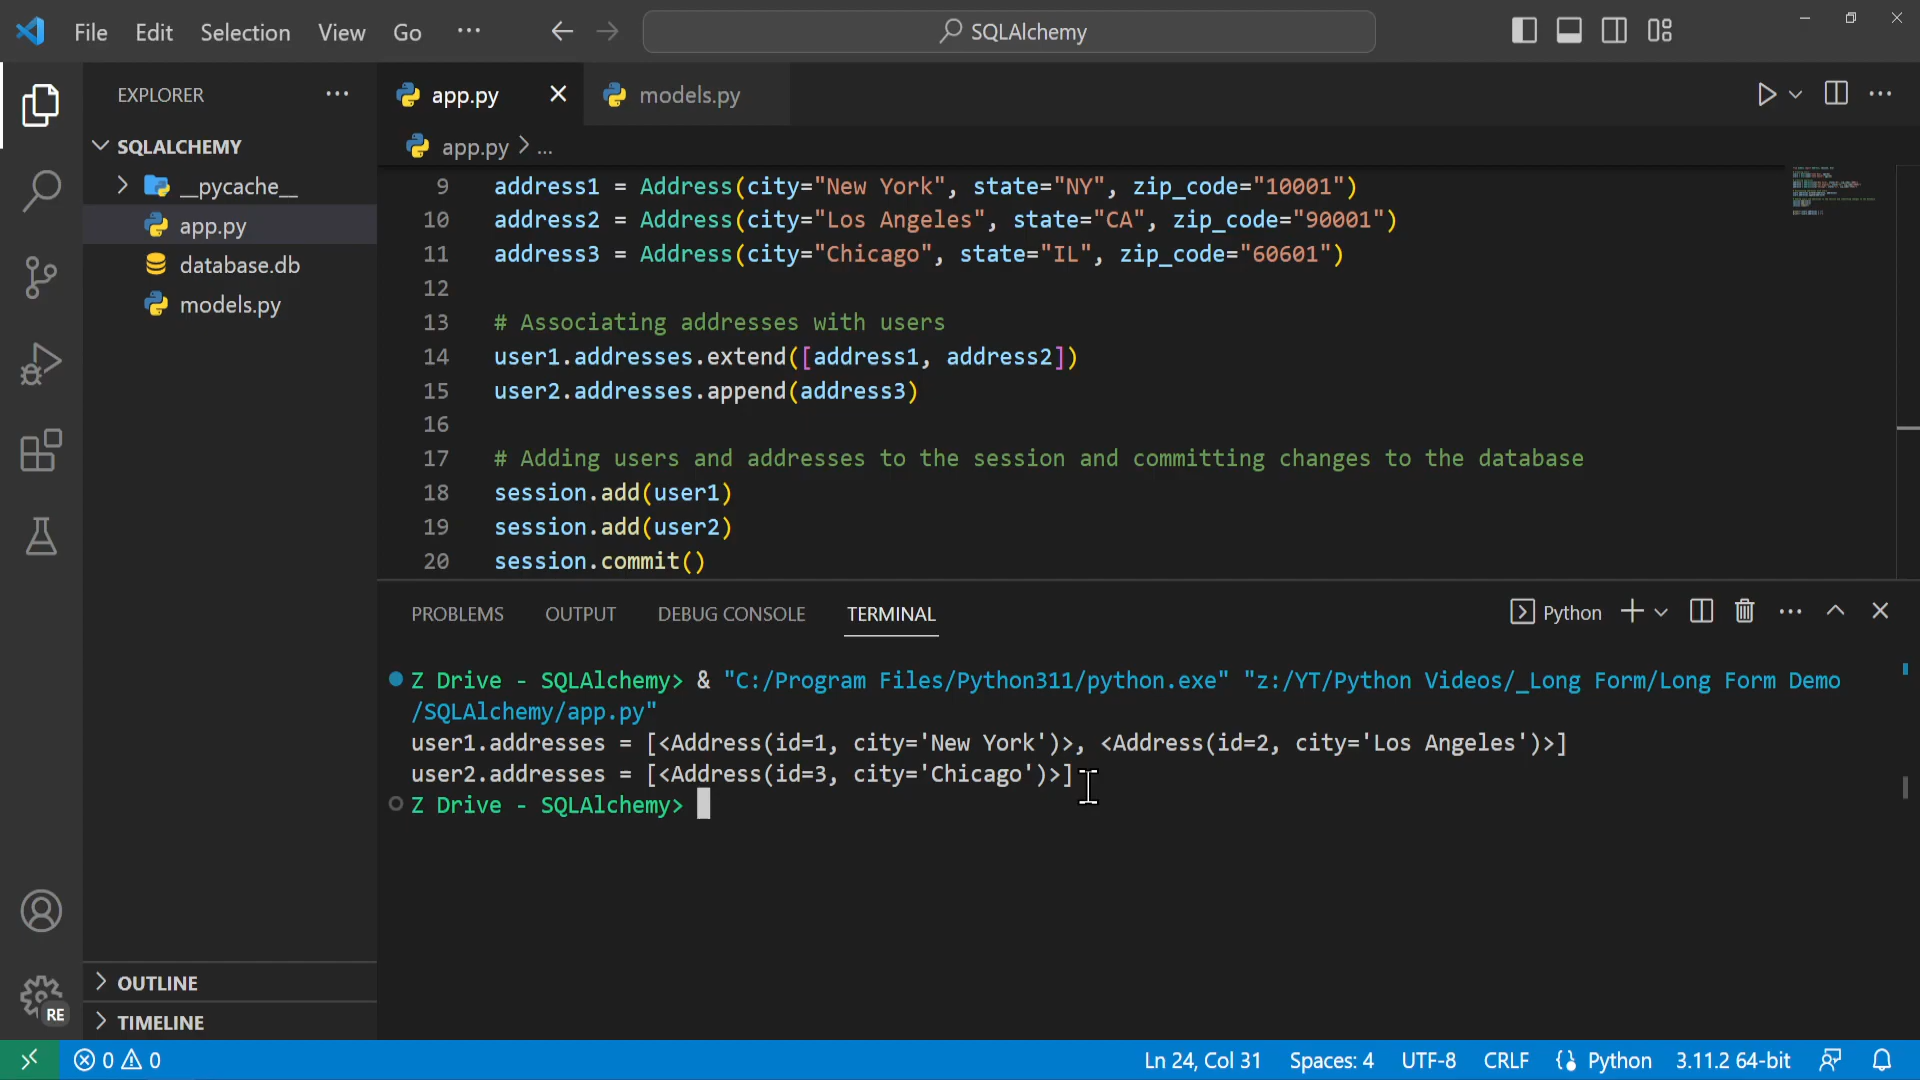 File Edit Selection View Go ··· SQLAlchemy
EXPLORER ···
app.py models.py
SQLALCHEMY
app.py > ...
__pycache__
app.py
database.db
models.py
9 address1 = Address(city="New York", state="NY", zip_code="10001")
10 address2 = Address(city="Los Angeles", state="CA", zip_code="90001")
11 address3 = Address(city="Chicago", state="IL", zip_code="60601")
12
13 # Associating addresses with users
14 user1.addresses.extend([address1, address2])
15 user2.addresses.append(address3)
16
17 # Adding users and addresses to the session and committing changes to the database
18 session.add(user1)
19 session.add(user2)
20 session.commit()
PROBLEMS OUTPUT DEBUG CONSOLE TERMINAL Python
Z Drive - SQLAlchemy> & "C:/Program Files/Python311/python.exe" "z:/YT/Python Videos/_Long Form/Long Form Demo
/SQLAlchemy/app.py"
user1.addresses = [<Address(id=1, city='New York')>, <Address(id=2, city='Los Angeles')>]
user2.addresses = [<Address(id=3, city='Chicago')>]
Z Drive - SQLAlchemy>
OUTLINE
RE
TIMELINE
0 0 Ln 24, Col 31 Spaces: 4 UTF-8 CRLF Python 3.11.2 64-bit